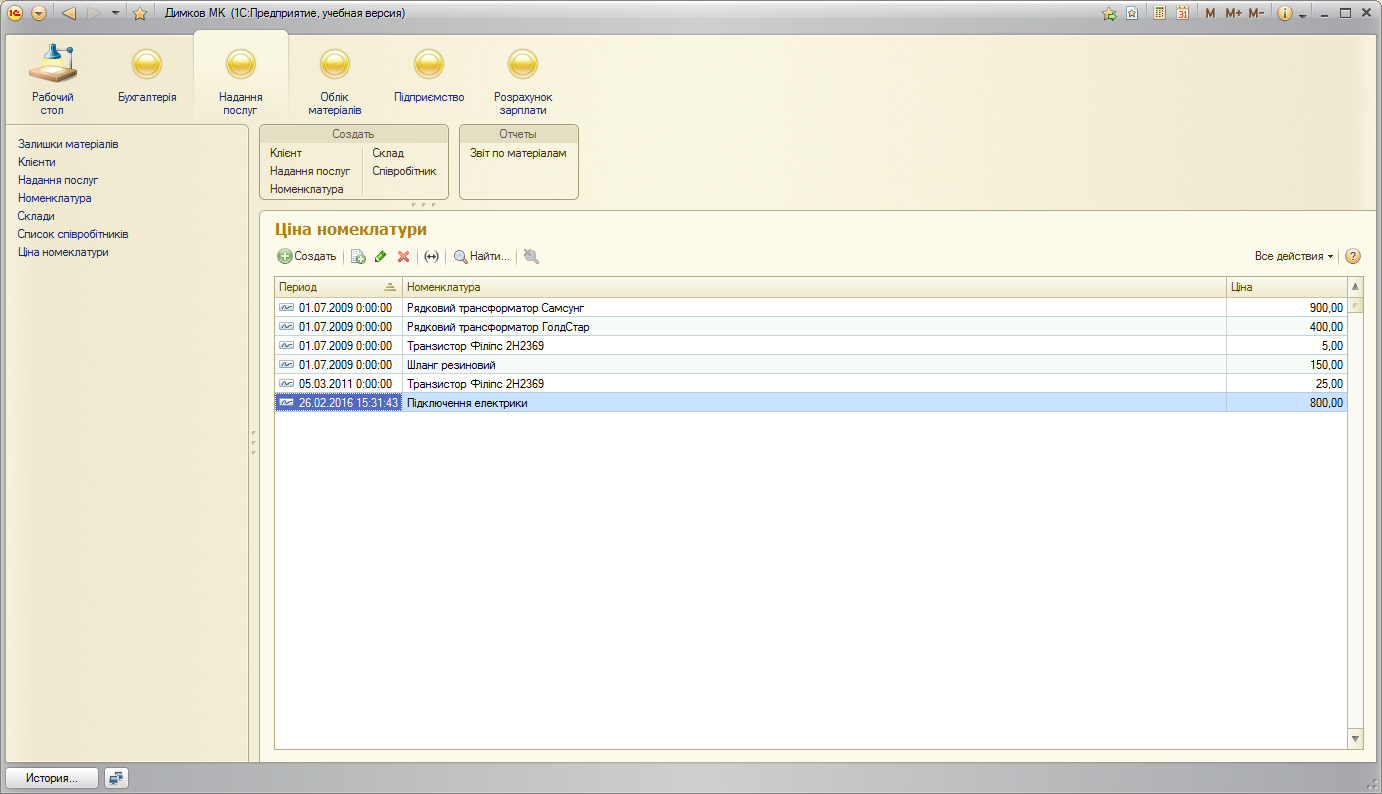 1С Димков МК (1С:Предприятие, учебная версия) 31 M M+ M-
Рабочий стол
Бухгалтерія
Надання послуг
Облік матеріалів
Підприємство
Розрахунок зарплати
Залишки матеріалів
Клієнти
Надання послуг
Номенклатура
Склади
Список співробітників
Ціна номеклатури
Создать
Клієнт Склад
Надання послуг Співробітник
Номенклатура
Отчеты
Звіт по матеріалам
Ціна номеклатури
Создать Найти... Все действия ?
Период Номенклатура Ціна
01.07.2009 0:00:00 Рядковий трансформатор Самсунг 900,00
01.07.2009 0:00:00 Рядковий трансформатор ГолдСтар 400,00
01.07.2009 0:00:00 Транзистор Філіпс 2Н2369 5,00
01.07.2009 0:00:00 Шланг резиновий 150,00
05.03.2011 0:00:00 Транзистор Філіпс 2Н2369 25,00
26.02.2016 15:31:43 Підключення електрики 800,00
История...